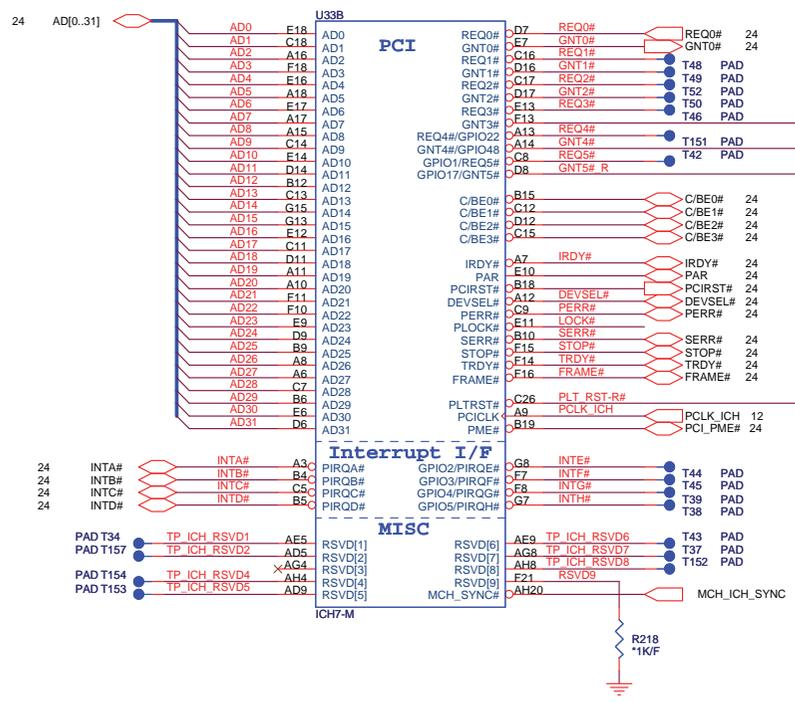 24 AD[0..31]
U33B
PCI
AD0 E18 AD0 REQ0# D7 REQ0# REQ0# 24
AD1 C18 AD1 GNT0# E7 GNT0# GNT0# 24
AD2 A16 AD2 REQ1# C16 REQ1# T48 PAD
AD3 F18 AD3 GNT1# D16 GNT1# T49 PAD
AD4 E16 AD4 REQ2# C17 REQ2# T52 PAD
AD5 A18 AD5 GNT2# D17 GNT2# T50 PAD
AD6 E17 AD6 REQ3# E13 REQ3# T46 PAD
AD7 A17 AD7 GNT3# F13
AD8 A15 AD8 REQ4#/GPIO22 A13 REQ4# T151 PAD
AD9 C14 AD9 GNT4#/GPIO48 A14 GNT4#
AD10 E14 AD10 GPIO1/REQ5# C8 REQ5# T42 PAD
AD11 D14 AD11 GPIO17/GNT5# D8 GNT5#_R
AD12 B12 AD12
AD13 C13 AD13 C/BE0# B15 C/BE0# 24
AD14 G15 AD14 C/BE1# C12 C/BE1# 24
AD15 G13 AD15 C/BE2# D12 C/BE2# 24
AD16 E12 AD16 C/BE3# C15 C/BE3# 24
AD17 C11 AD17
AD18 D11 AD18 IRDY# A7 IRDY# IRDY# 24
AD19 A11 AD19 PAR E10 PAR 24
AD20 A10 AD20 PCIRST# B18 PCIRST# 24
AD21 F11 AD21 DEVSEL# A12 DEVSEL# DEVSEL# 24
AD22 F10 AD22 PERR# C9 PERR# PERR# 24
AD23 E9 AD23 PLOCK# E11 LOCK#
AD24 D9 AD24 SERR# B10 SERR# SERR# 24
AD25 B9 AD25 STOP# F15 STOP# STOP# 24
AD26 A8 AD26 TRDY# F14 TRDY# TRDY# 24
AD27 A6 AD27 FRAME# F16 FRAME# FRAME# 24
AD28 C7 AD28
AD29 B6 AD29 PLTRST# C26 PLT_RST-R#
AD30 E6 AD30 PCICLK A9 PCLK_ICH PCLK_ICH 12
AD31 D6 AD31 PME# B19 PCI_PME# 24
Interrupt I/F
24 INTA# INTA# A3 PIRQA# GPIO2/PIRQE# G8 INTE# T44 PAD
24 INTB# INTB# B4 PIRQB# GPIO3/PIRQF# F7 INTF# T45 PAD
24 INTC# INTC# C5 PIRQC# GPIO4/PIRQG# F8 INTG# T39 PAD
24 INTD# INTD# B5 PIRQD# GPIO5/PIRQH# G7 INTH# T38 PAD
MISC
PAD T34 TP_ICH_RSVD1 AE5 RSVD[1] RSVD[6] AE9 TP_ICH_RSVD6 T43 PAD
PAD T157 TP_ICH_RSVD2 AD5 RSVD[2] RSVD[7] AG8 TP_ICH_RSVD7 T37 PAD
AG4 RSVD[3] RSVD[8] AH8 TP_ICH_RSVD8 T152 PAD
PAD T154 TP_ICH_RSVD4 AH4 RSVD[4] RSVD[9] F21 RSVD9
PAD T153 TP_ICH_RSVD5 AD9 RSVD[5] MCH_SYNC# AH20 MCH_ICH_SYNC
ICH7-M
R218
*1K/F